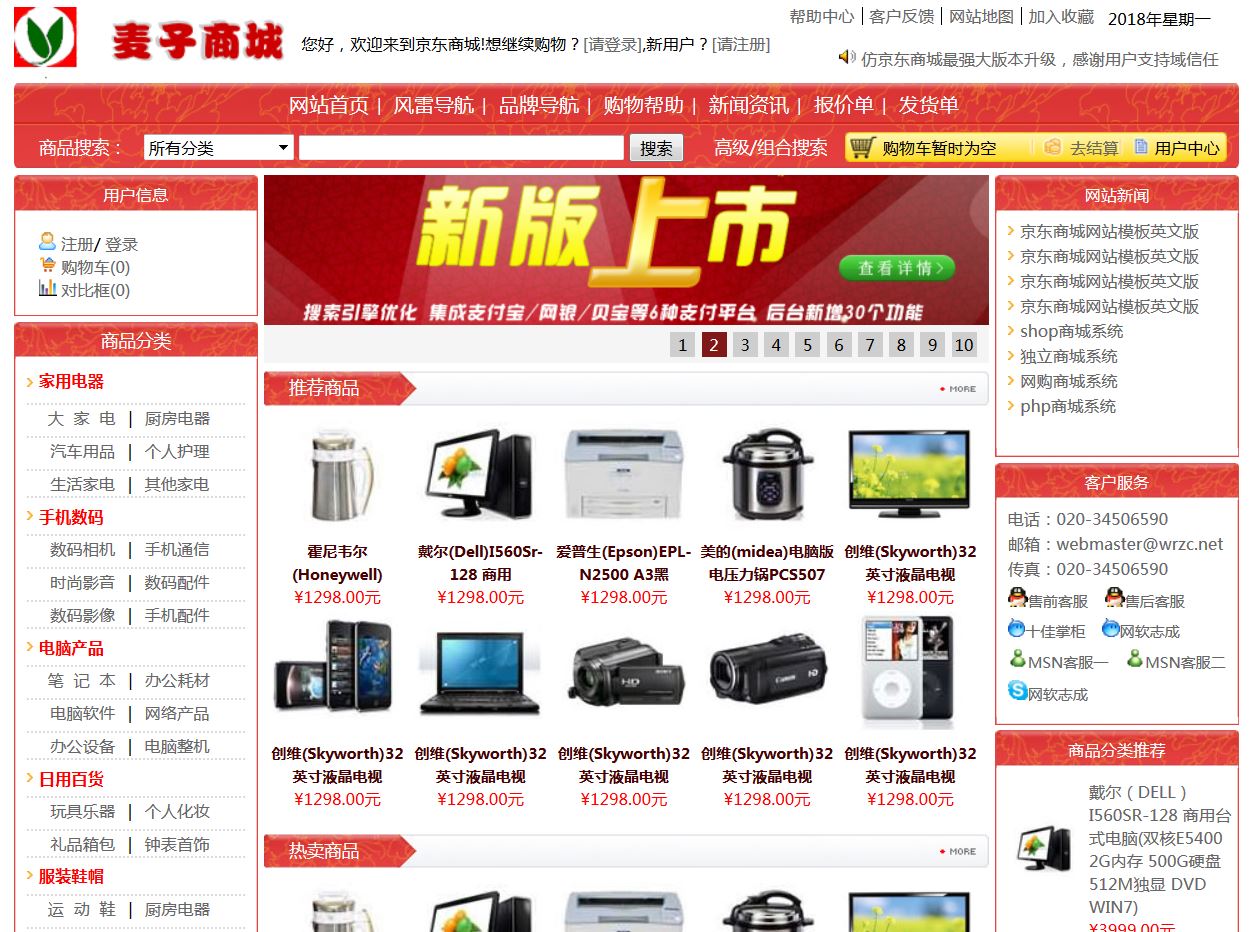 帮助中心 | 客户反馈 | 网站地图 | 加入收藏 2018年星期一
麦子商城
您好，欢迎来到京东商城!想继续购物？[请登录],新用户？[请注册]
仿京东商城最强大版本升级，感谢用户支持域信任
网站首页 | 风雷导航 | 品牌导航 | 购物帮助 | 新闻资讯 | 报价单 | 发货单
商品搜索： 所有分类 搜索 高级/组合搜索 购物车暂时为空 去结算 用户中心
用户信息
注册/ 登录
购物车(0)
对比框(0)
商品分类
家用电器
大 家 电 | 厨房电器
汽车用品 | 个人护理
生活家电 | 其他家电
手机数码
数码相机 | 手机通信
时尚影音 | 数码配件
数码影像 | 手机配件
电脑产品
笔 记 本 | 办公耗材
电脑软件 | 网络产品
办公设备 | 电脑整机
日用百货
玩具乐器 | 个人化妆
礼品箱包 | 钟表首饰
服装鞋帽
运 动 鞋 | 厨房电器
新版上市
查看详情>
搜索引擎优化 集成支付宝/网银/贝宝等6种支付平台 后台新增30个功能
1 2 3 4 5 6 7 8 9 10
推荐商品
MORE
霍尼韦尔
(Honeywell)
¥1298.00元
戴尔(Dell)I560Sr-
128 商用
¥1298.00元
爱普生(Epson)EPL-
N2500 A3黑
¥1298.00元
美的(midea)电脑版
电压力锅PCS507
¥1298.00元
创维(Skyworth)32
英寸液晶电视
¥1298.00元
创维(Skyworth)32
英寸液晶电视
¥1298.00元
创维(Skyworth)32
英寸液晶电视
¥1298.00元
创维(Skyworth)32
英寸液晶电视
¥1298.00元
创维(Skyworth)32
英寸液晶电视
¥1298.00元
创维(Skyworth)32
英寸液晶电视
¥1298.00元
热卖商品
MORE
网站新闻
京东商城网站模板英文版
京东商城网站模板英文版
京东商城网站模板英文版
京东商城网站模板英文版
shop商城系统
独立商城系统
网购商城系统
php商城系统
客户服务
电话：020-34506590
邮箱：webmaster@wrzc.net
传真：020-34506590
售前客服 售后客服
十佳掌柜 网软志成
MSN客服一 MSN客服二
网软志成
商品分类推荐
戴尔（DELL）
I560SR-128 商用台
式电脑(双核E5400
2G内存 500G硬盘
512M独显 DVD
WIN7)
¥3999.00元